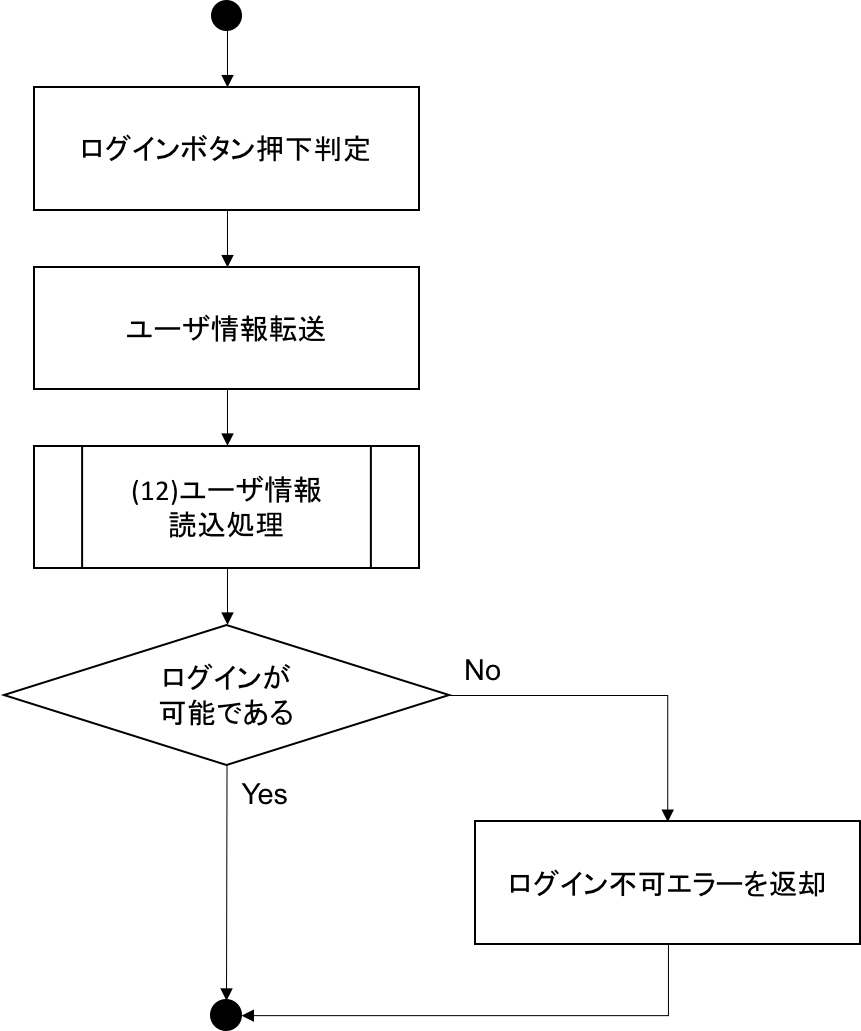 ログインボタン押下判定
ユーザ情報転送
(12)ユーザ情報
読込処理
ログインが
可能である
No
Yes
ログイン不可エラーを返却